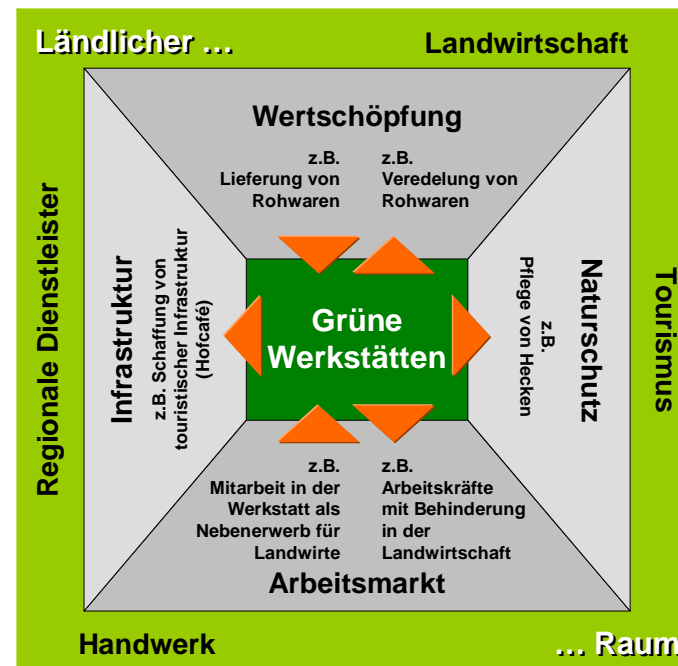 Ländlicher …
Landwirtschaft
Wertschöpfung
z.B.
Lieferung von
Rohwaren
z.B.
Veredelung von
Rohwaren
Regionale Dienstleister
Infrastruktur
z.B. Schaffung von
touristischer Infrastruktur
(Hofcafé)
Grüne
Werkstätten
Naturschutz
z.B.
Pflege von Hecken
Tourismus
z.B.
Mitarbeit in der
Werkstatt als
Nebenerwerb für
Landwirte
z.B.
Arbeitskräfte
mit Behinderung
in der
Landwirtschaft
Arbeitsmarkt
Handwerk
… Raum